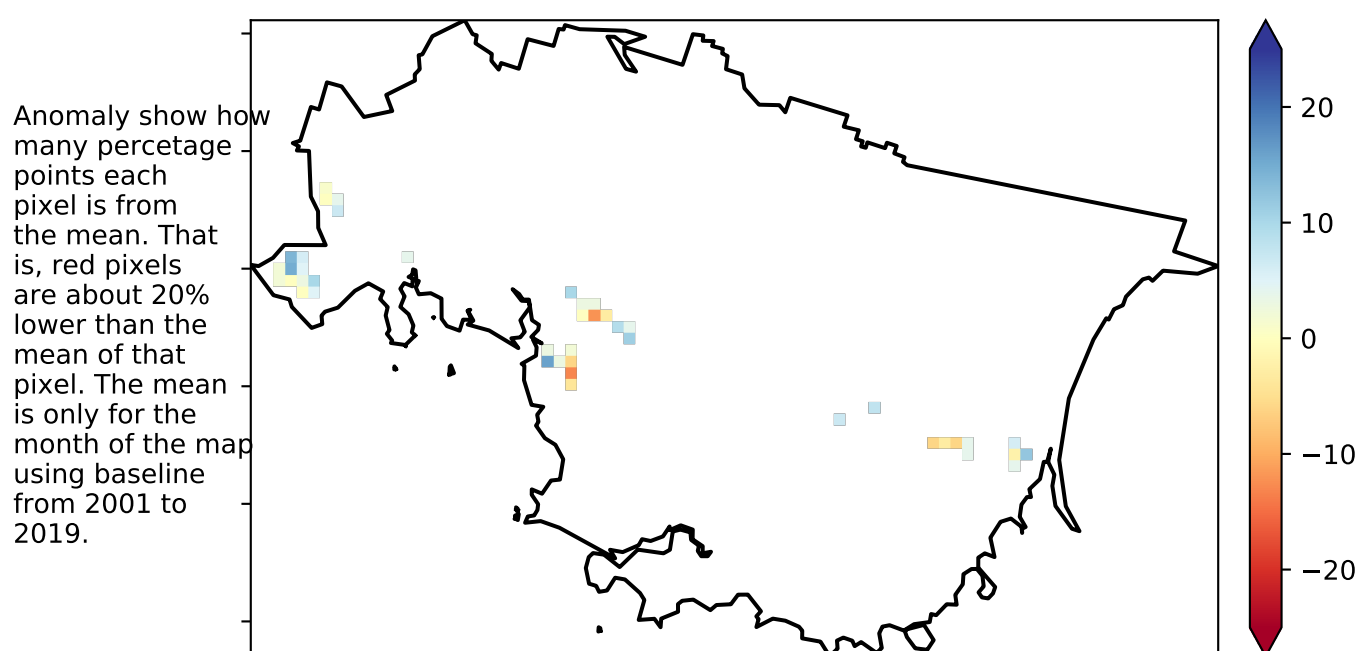 Anomaly show how
many percetage
points each
pixel is from
the mean. That
is, red pixels
are about 20%
lower than the
mean of that
pixel. The mean
is only for the
month of the map
using baseline
from 2001 to
2019.
20
10
0
−10
−20